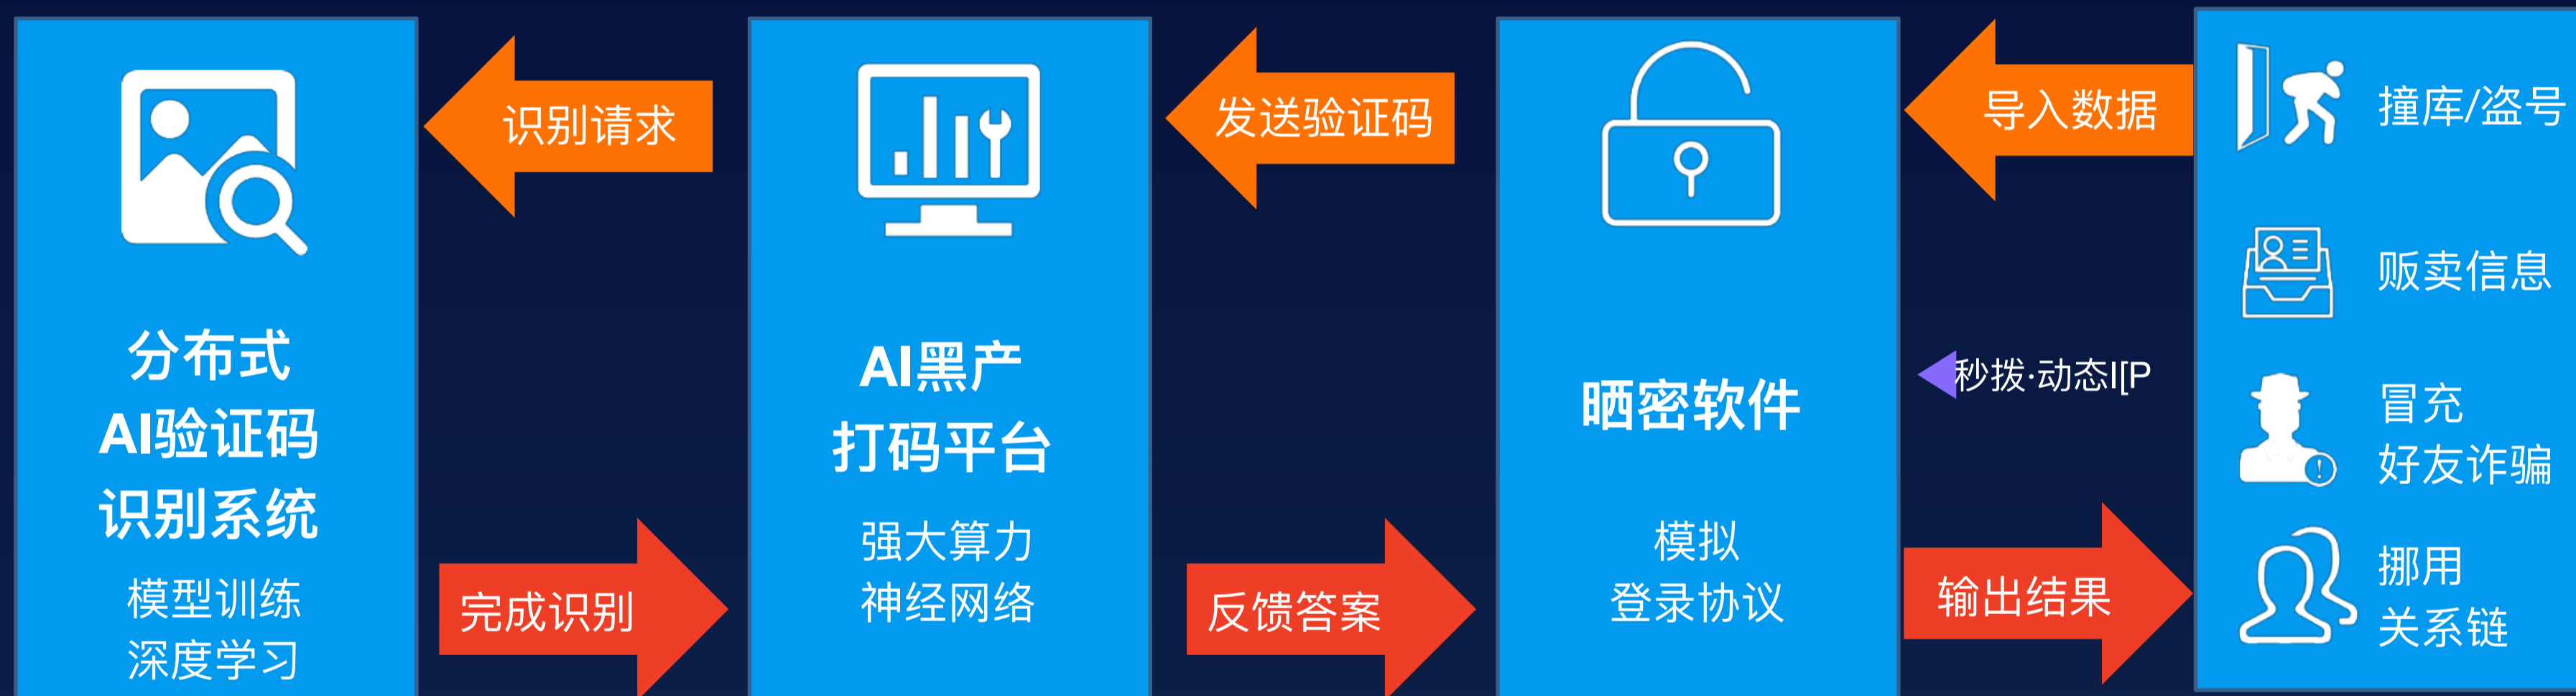 分布式
AI验证码
识别系统
模型训练
深度学习
识别请求
完成识别
AI黑产
打码平台
强大算力
神经网络
发送验证码
反馈答案
晒密软件
模拟
登录协议
导入数据
秒拨·动态I[P
输出结果
撞库/盗号
贩卖信息
冒充
好友诈骗
挪用
关系链